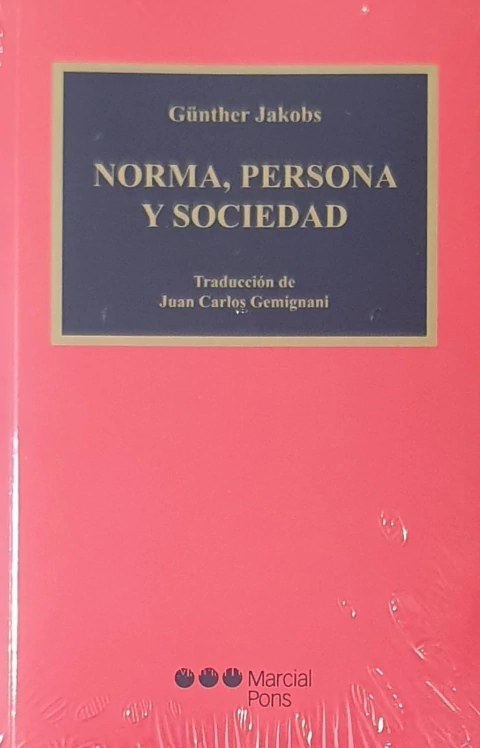 Günther Jakobs
NORMA, PERSONA
Y SOCIEDAD
Traducción de
Juan Carlos Gemignani
Marcial
Pons